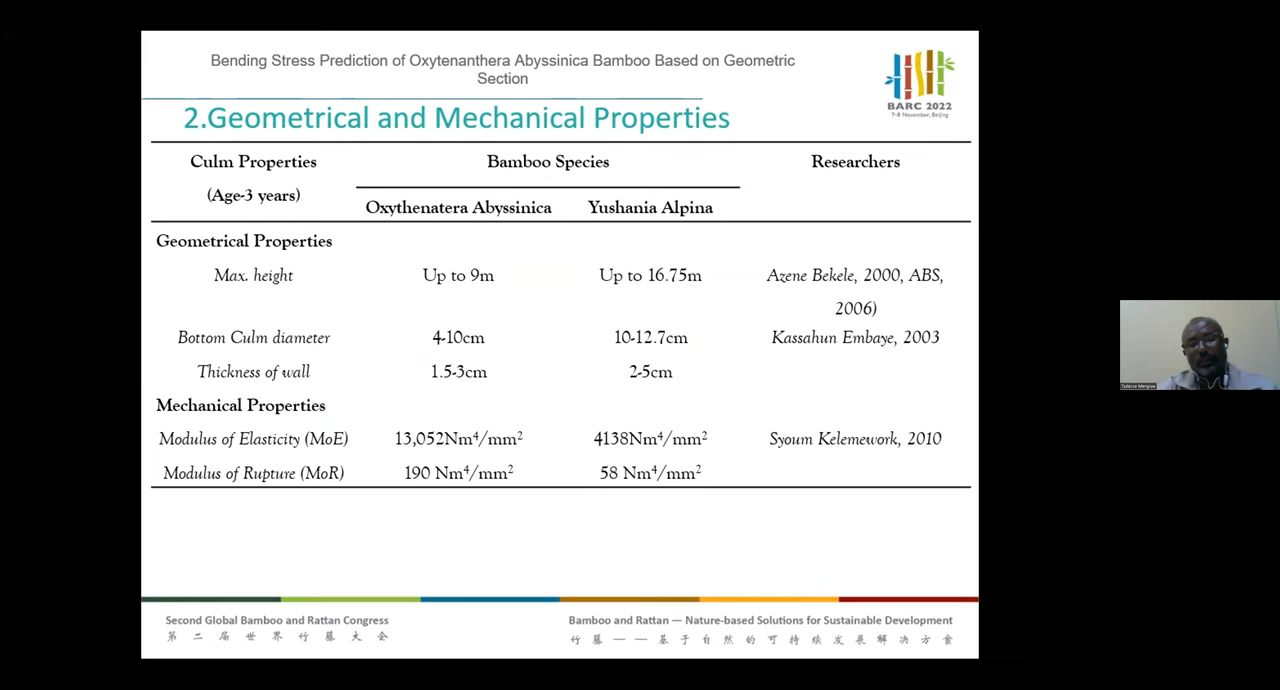 Bending Stress Prediction of Oxytenanthera Abyssinica Bamboo Based on Geometric
Section
BARC 2022
7-8 November, Beijing
2.Geometrical and Mechanical Properties
Culm Properties
(Age-3 years)
Bamboo Species
Researchers
Oxythenatera Abyssinica
Yushania Alpina
Geometrical Properties
Max. height
Up to 9m
Up to 16.75m
Azene Bekele, 2000, ABS,
2006)
Bottom Culm diameter
4-10cm
10-12.7cm
Kassahun Embaye, 2003
Thickness of wall
1.5-3cm
2-5cm
Mechanical Properties
Modulus of Elasticity (MoE)
13,052Nm⁴/mm²
4138Nm⁴/mm²
Syoum Kelemework, 2010
Modulus of Rupture (MoR)
190 Nm⁴/mm²
58 Nm⁴/mm²
Second Global Bamboo and Rattan Congress
第二届世界竹藤大会
Bamboo and Rattan — Nature-based Solutions for Sustainable Development
竹藤——基于自然的可持续发展解决方案
Tadesse Mergiaw